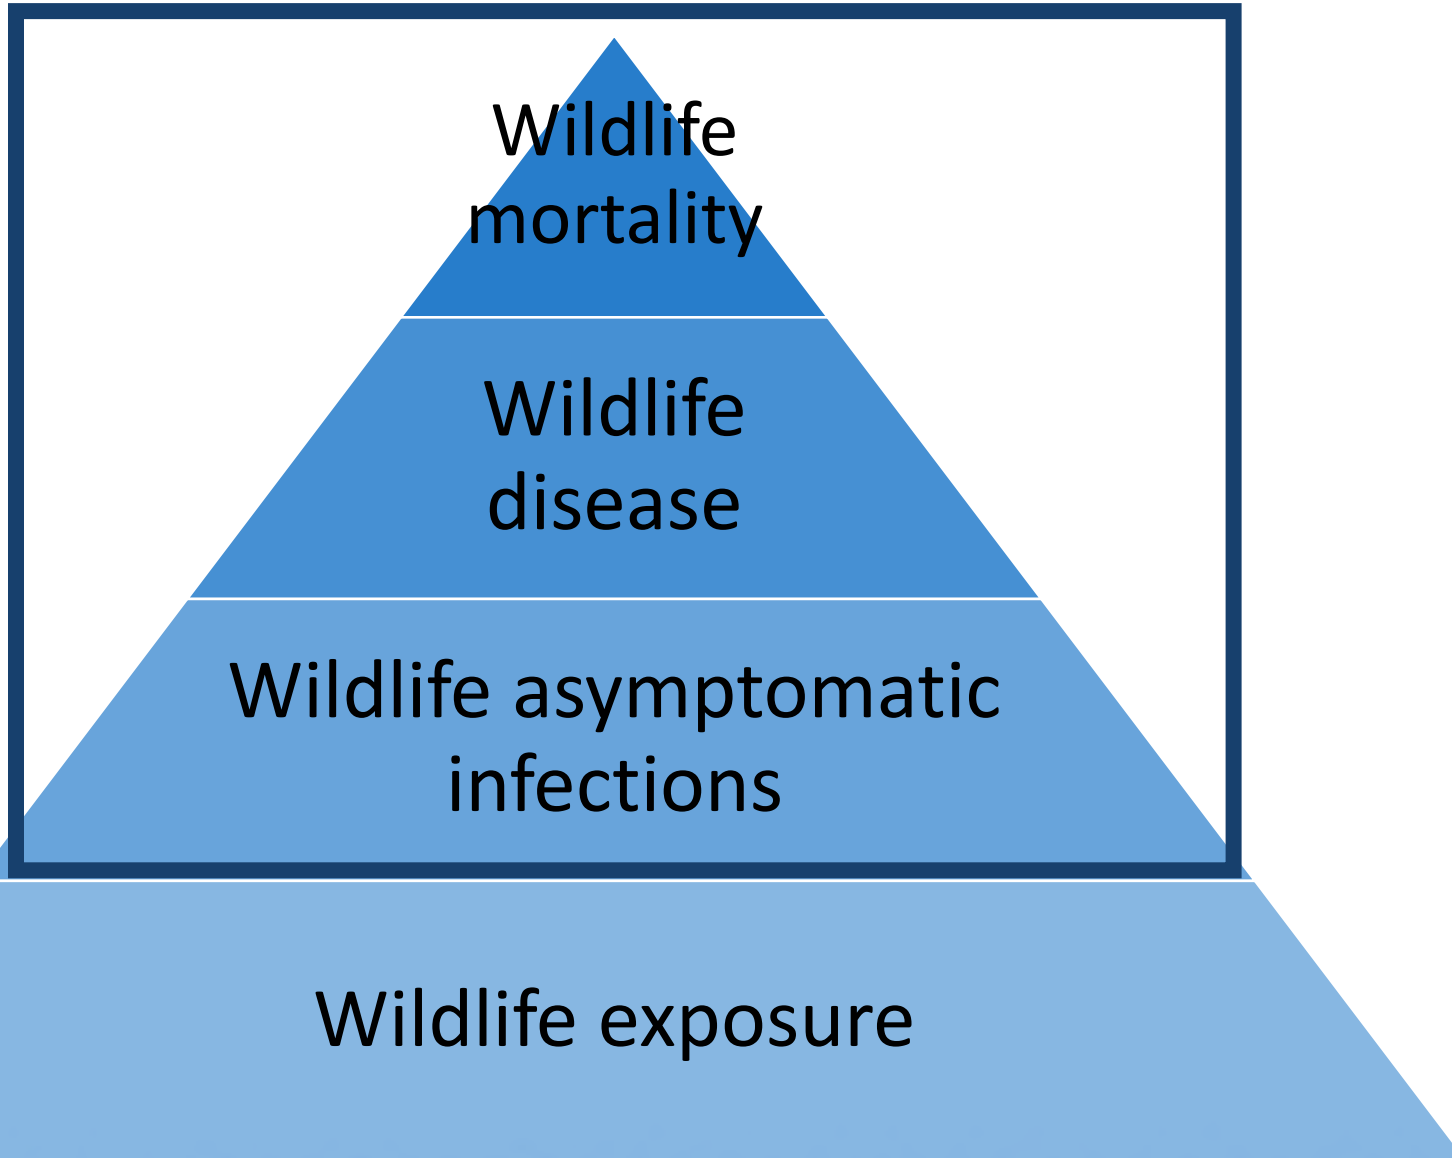 Wildlife
mortality
Wildlife
disease
Wildlife asymptomatic
infections
Wildlife exposure